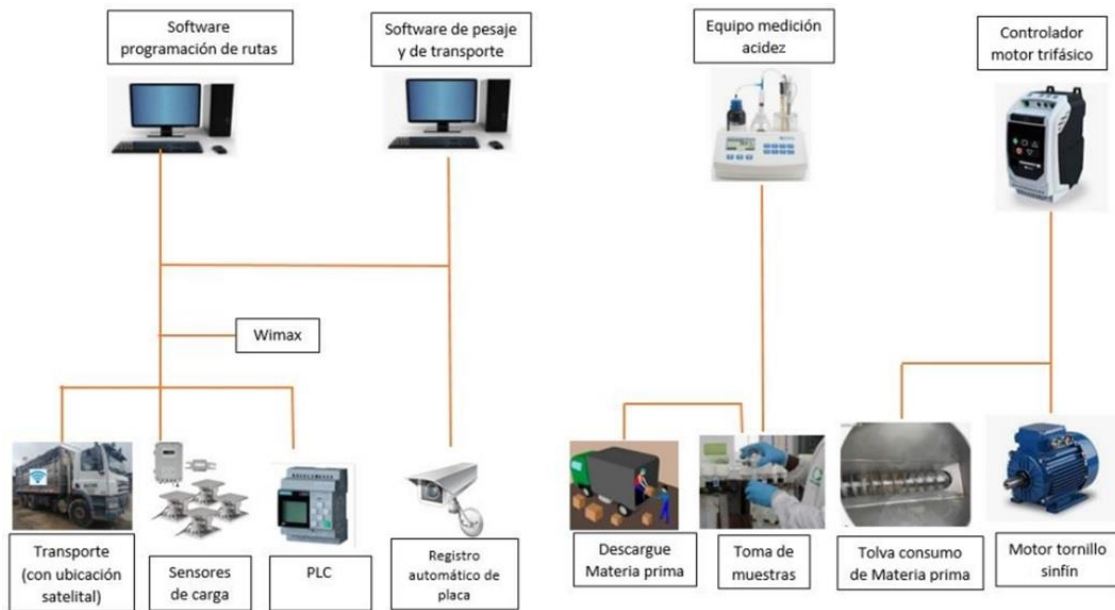 Software
programación de rutas
Software de pesaje
y de transporte
Equipo medición
acidez
Controlador
motor trifásico
Wimax
Transporte
(con ubicación
satelital)
Sensores
de carga
PLC
Registro
automático de
placa
Descargue
Materia prima
Toma de
muestras
Tolva consumo
de Materia prima
Motor tornillo
sinfín